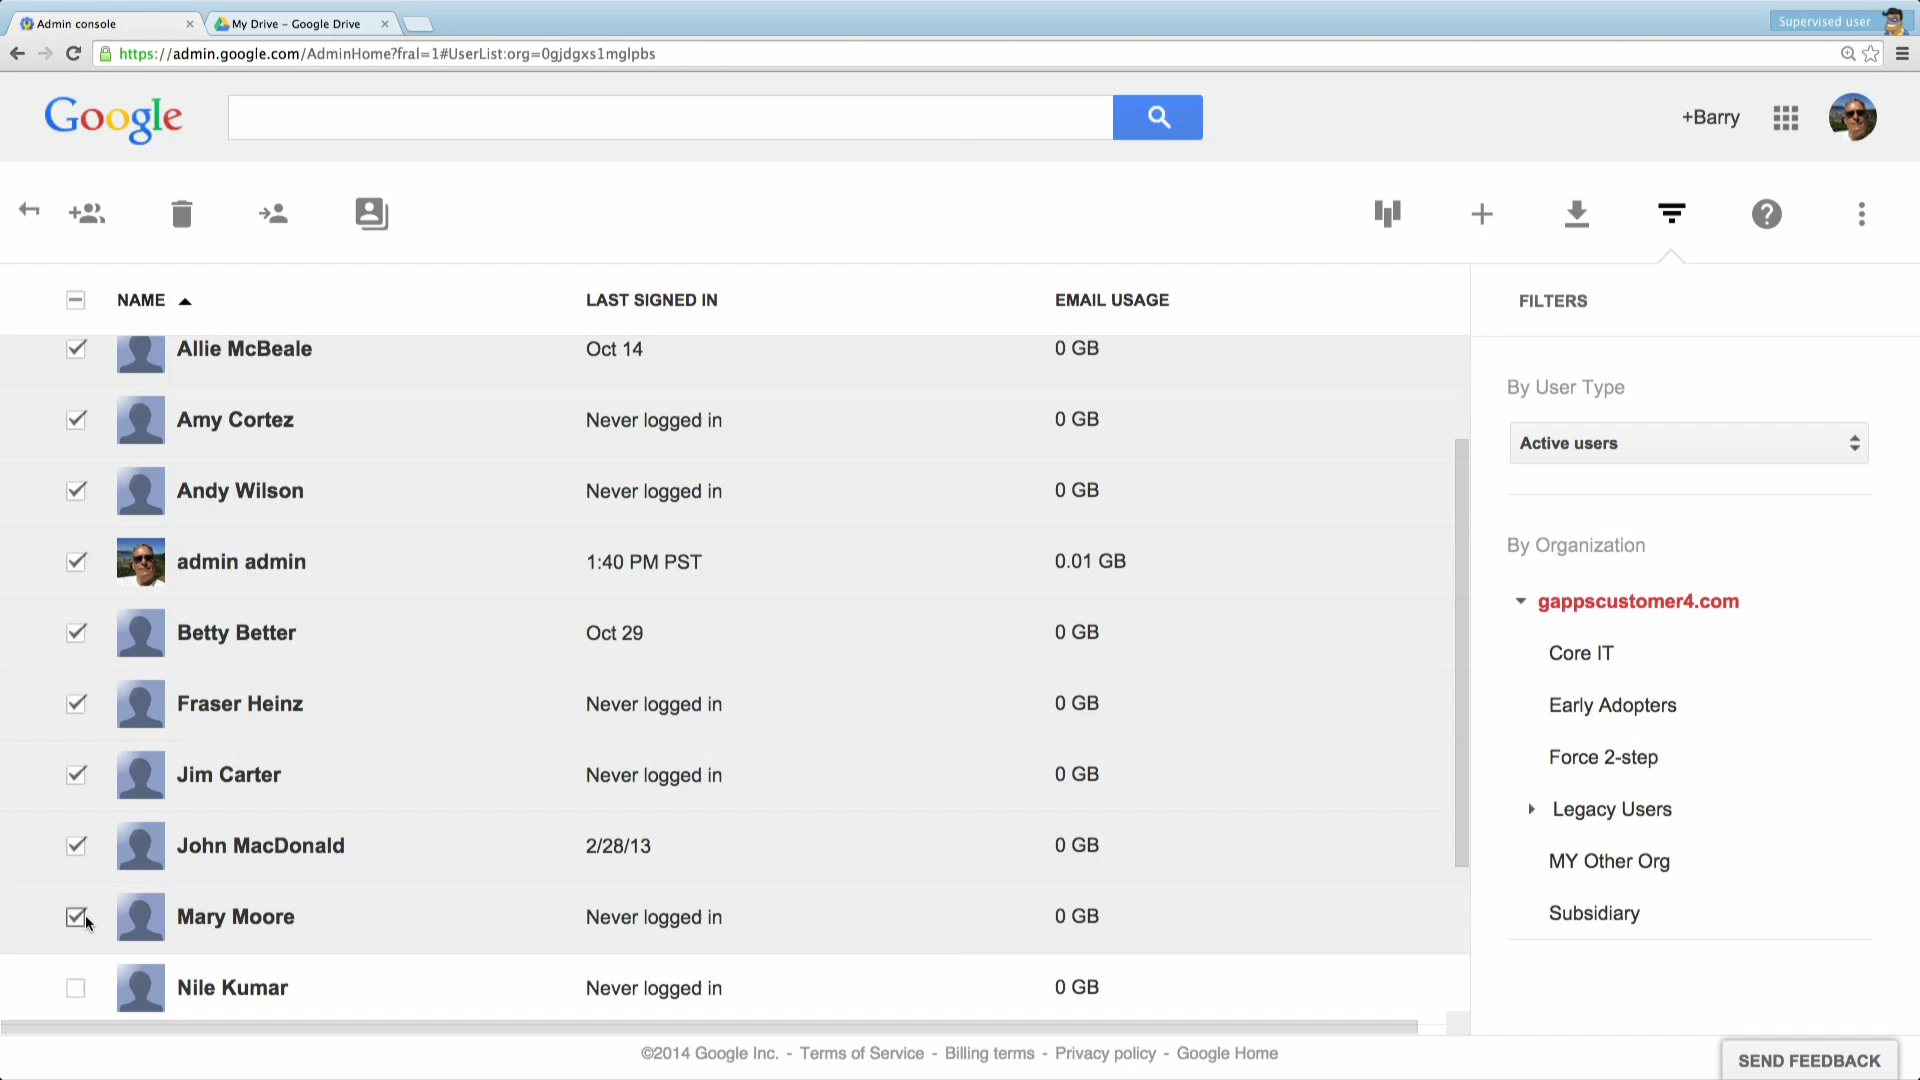 Admin console
My Drive – Google Drive
Supervised user
https://admin.google.com/AdminHome?fral=1#UserList:org=0gjdgxs1mglpbs
Google
+Barry
NAME LAST SIGNED IN EMAIL USAGE
Allie McBeale Oct 14 0 GB
Amy Cortez Never logged in 0 GB
Andy Wilson Never logged in 0 GB
admin admin 1:40 PM PST 0.01 GB
Betty Better Oct 29 0 GB
Fraser Heinz Never logged in 0 GB
Jim Carter Never logged in 0 GB
John MacDonald 2/28/13 0 GB
Mary Moore Never logged in 0 GB
Nile Kumar Never logged in 0 GB
FILTERS
By User Type
Active users
By Organization
gappscustomer4.com
Core IT
Early Adopters
Force 2-step
Legacy Users
MY Other Org
Subsidiary
©2014 Google Inc. - Terms of Service - Billing terms - Privacy policy - Google Home
SEND FEEDBACK